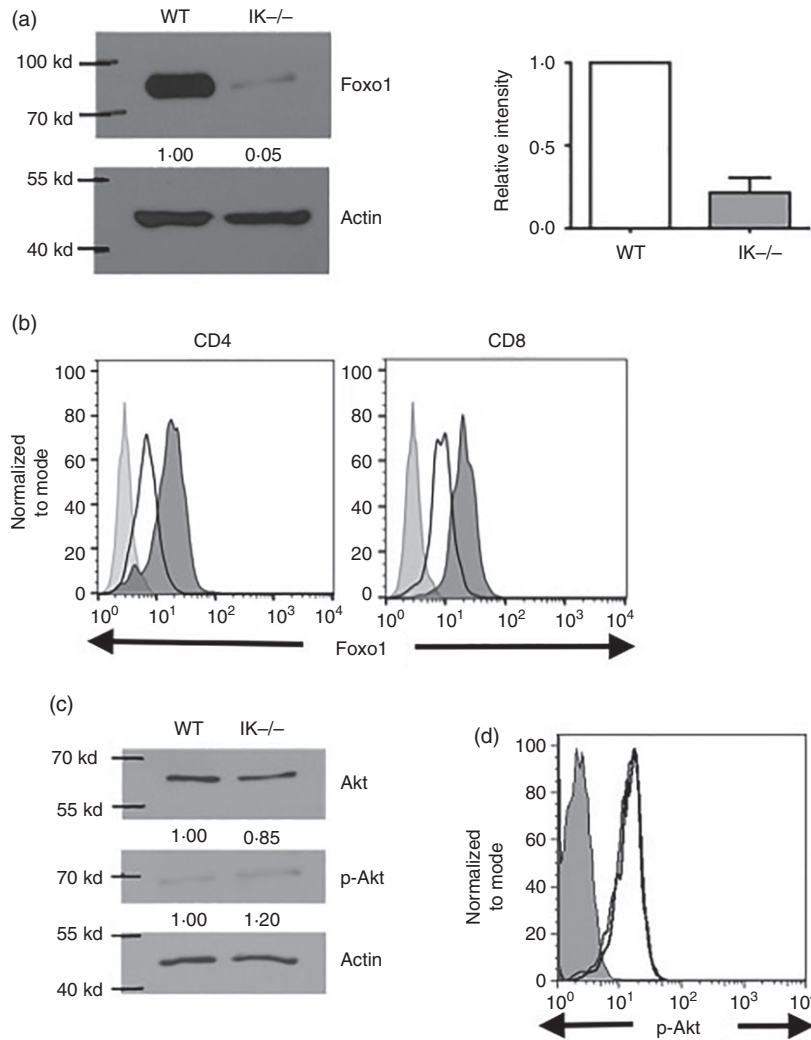 (a)
WT IK–/–
100 kd
Foxo1
70 kd
1·00 0·05
55 kd
Actin
40 kd
Relative intensity
1·0
0·5
0·0
WT IK–/–
(b)
CD4
Normalized
to mode
100
80
60
40
20
0
10⁰ 10¹ 10² 10³ 10⁴
CD8
100
80
60
40
20
0
10⁰ 10¹ 10² 10³ 10⁴
Foxo1
(c)
WT IK–/–
70 kd
Akt
55 kd
1·00 0·85
70 kd
p-Akt
1·00 1·20
55 kd
Actin
40 kd
(d)
Normalized
to mode
100
80
60
40
20
0
10⁰ 10¹ 10² 10³
p-Akt